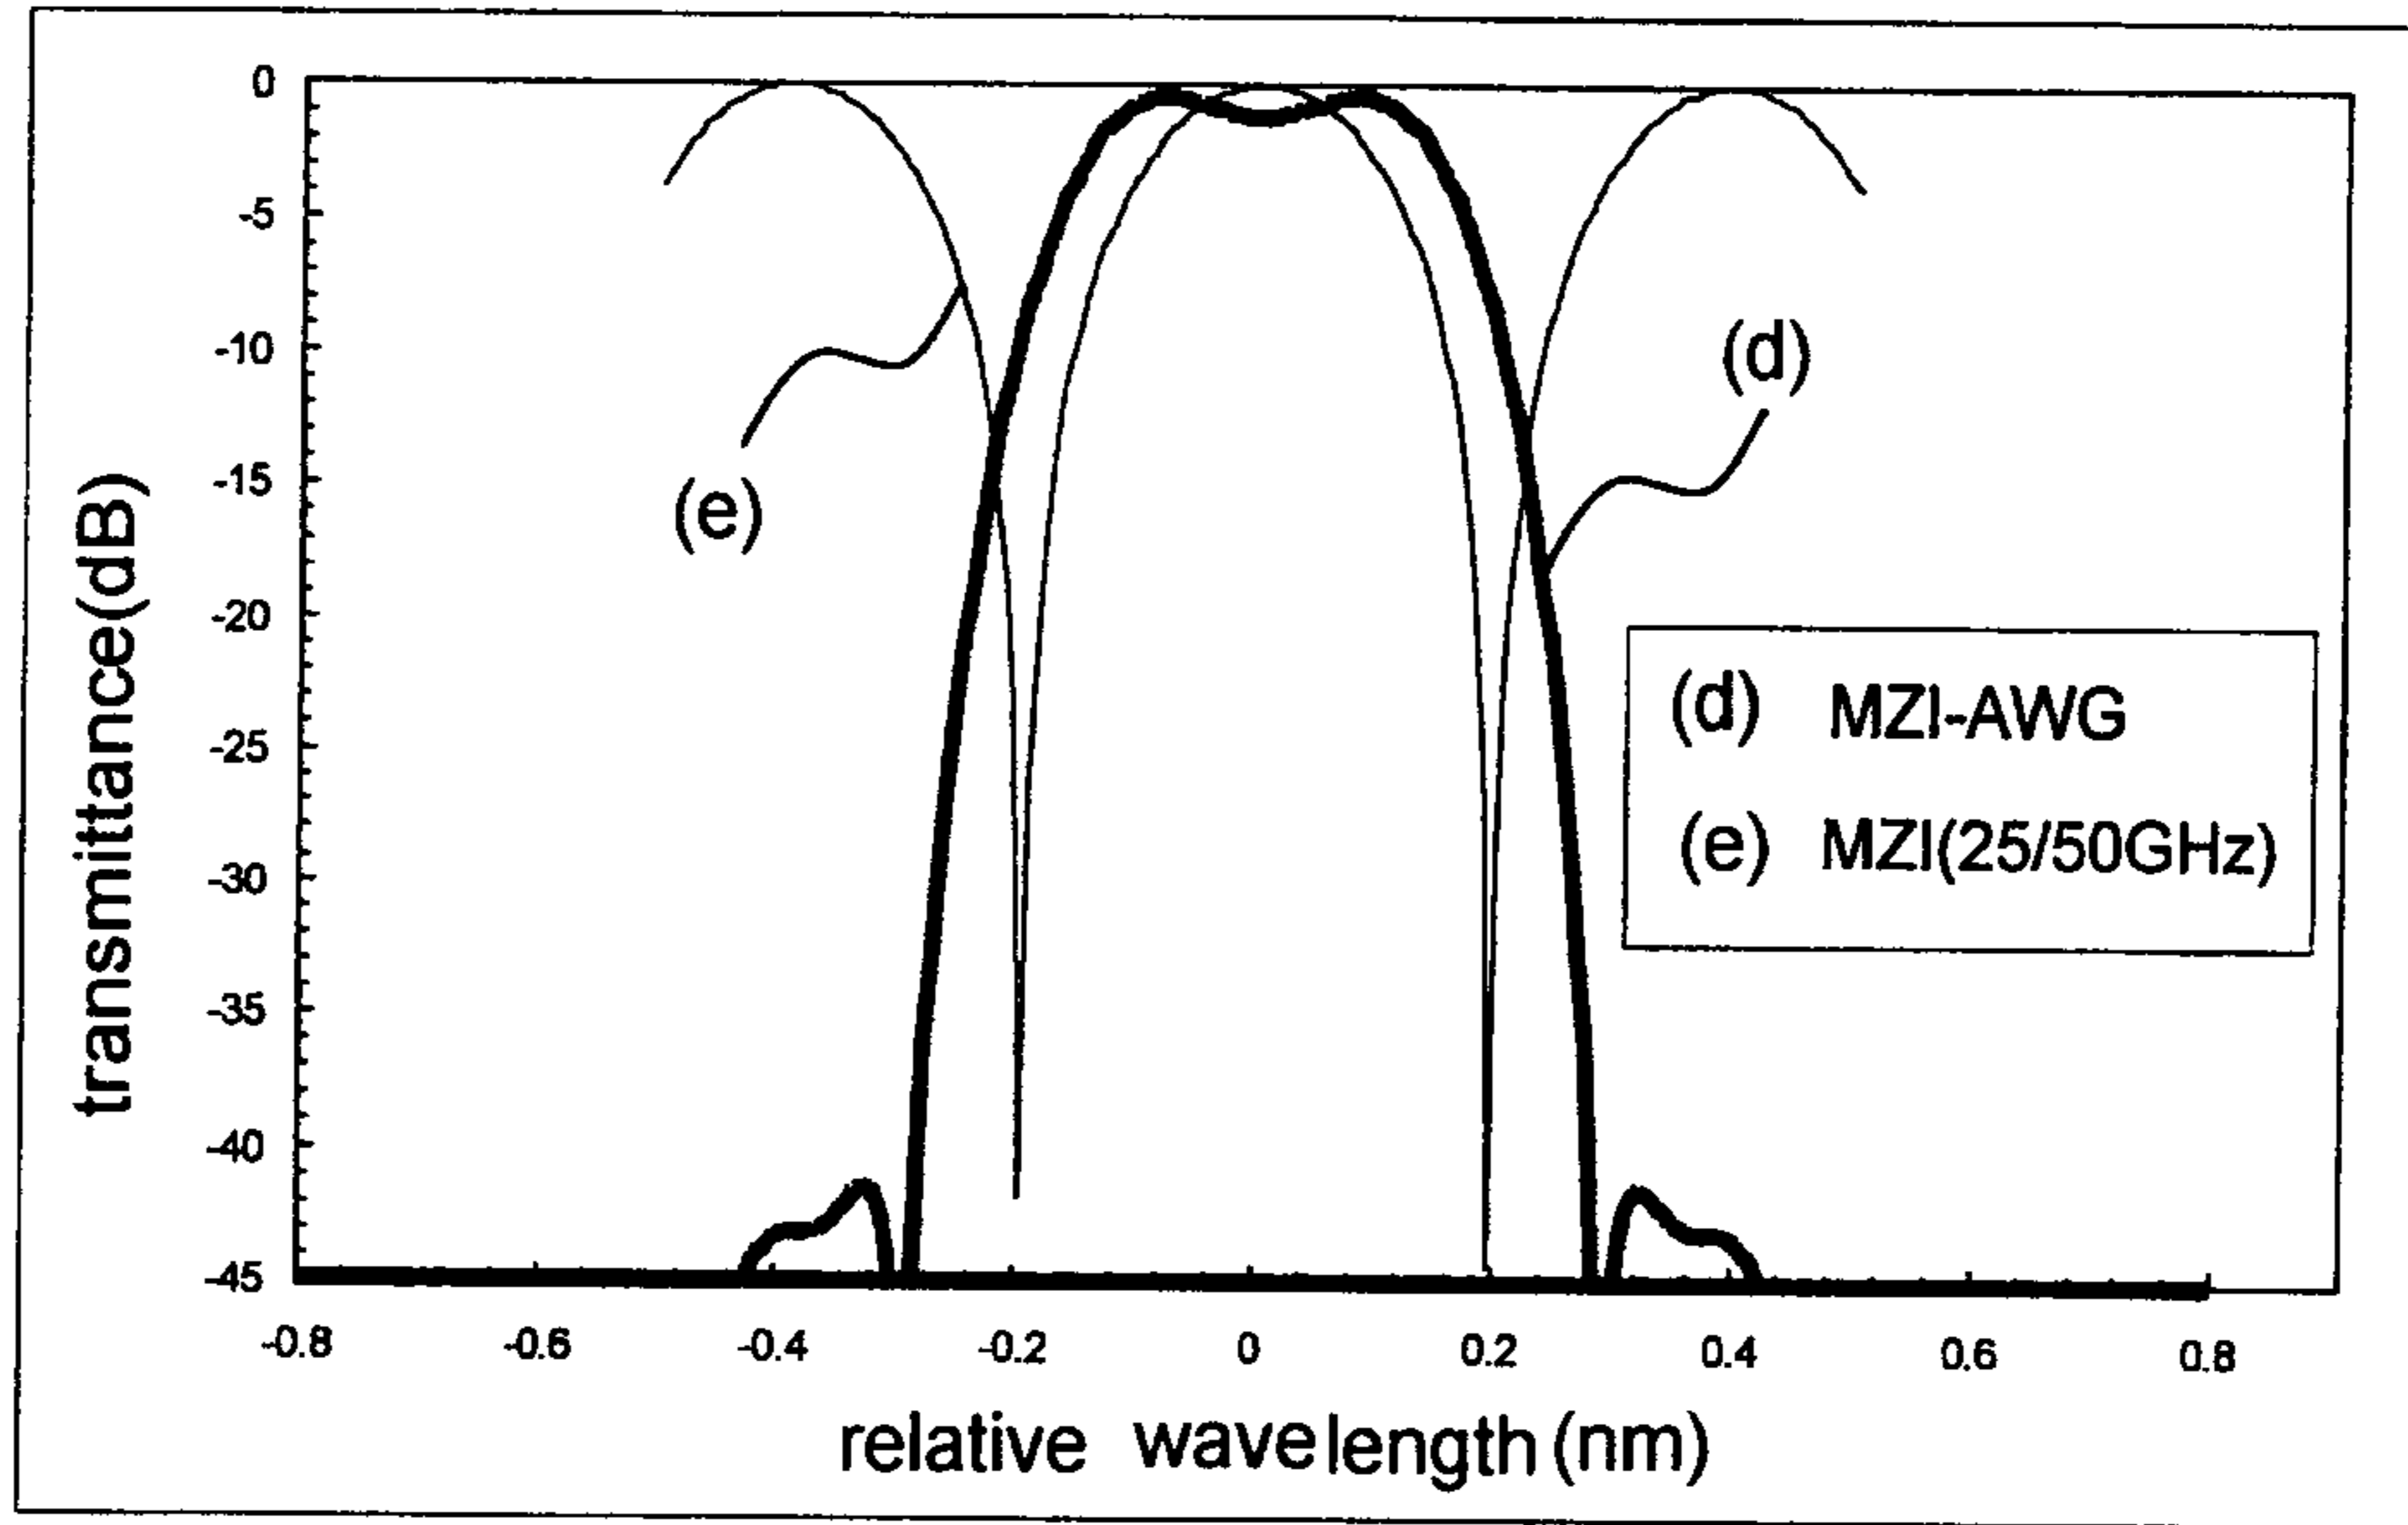 0
-5
-10
-15
-20
-25
-30
-35
-40
-45
transmittance(dB)
(e)
(d)
(d) MZI-AWG
(e) MZI(25/50GHz)
-0.8 -0.6 -0.4 -0.2 0 0.2 0.4 0.6 0.8
relative wavelength(nm)